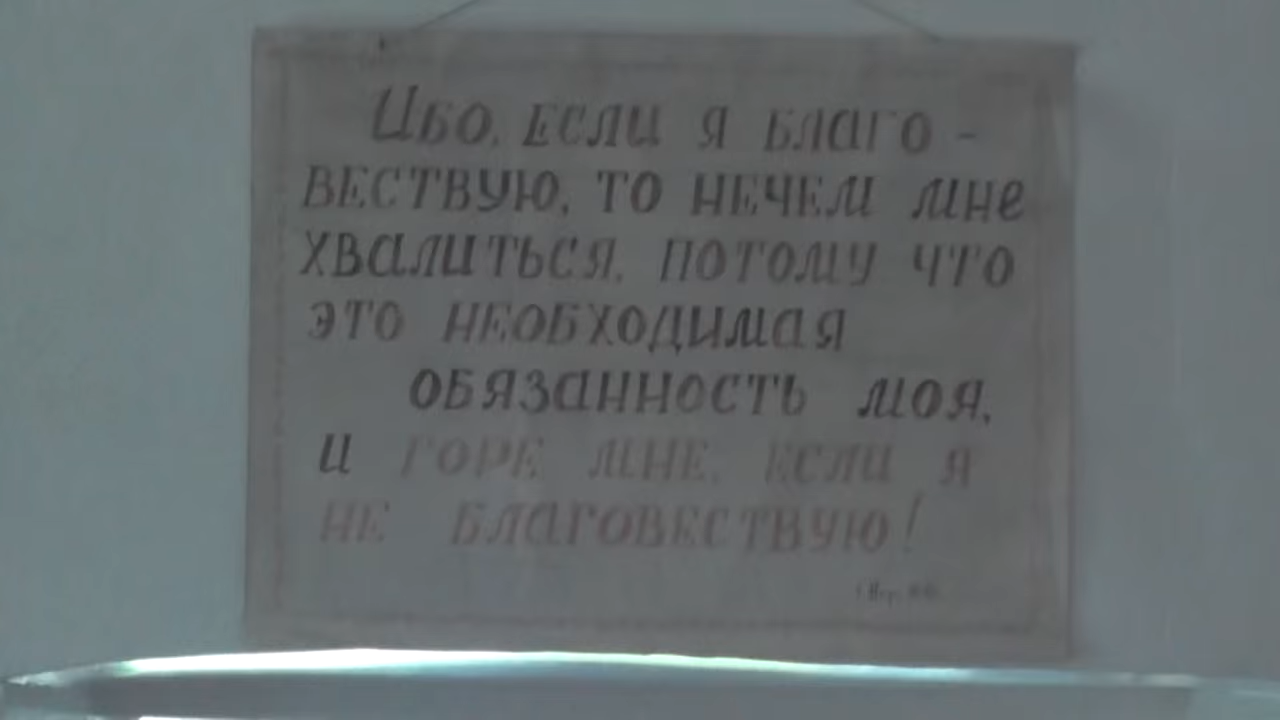 Ибо, если я благо-
вествую, то нечем мне
хвалиться, потому что
это необходимая
обязанность моя,
и горе мне, если я
не благовествую!